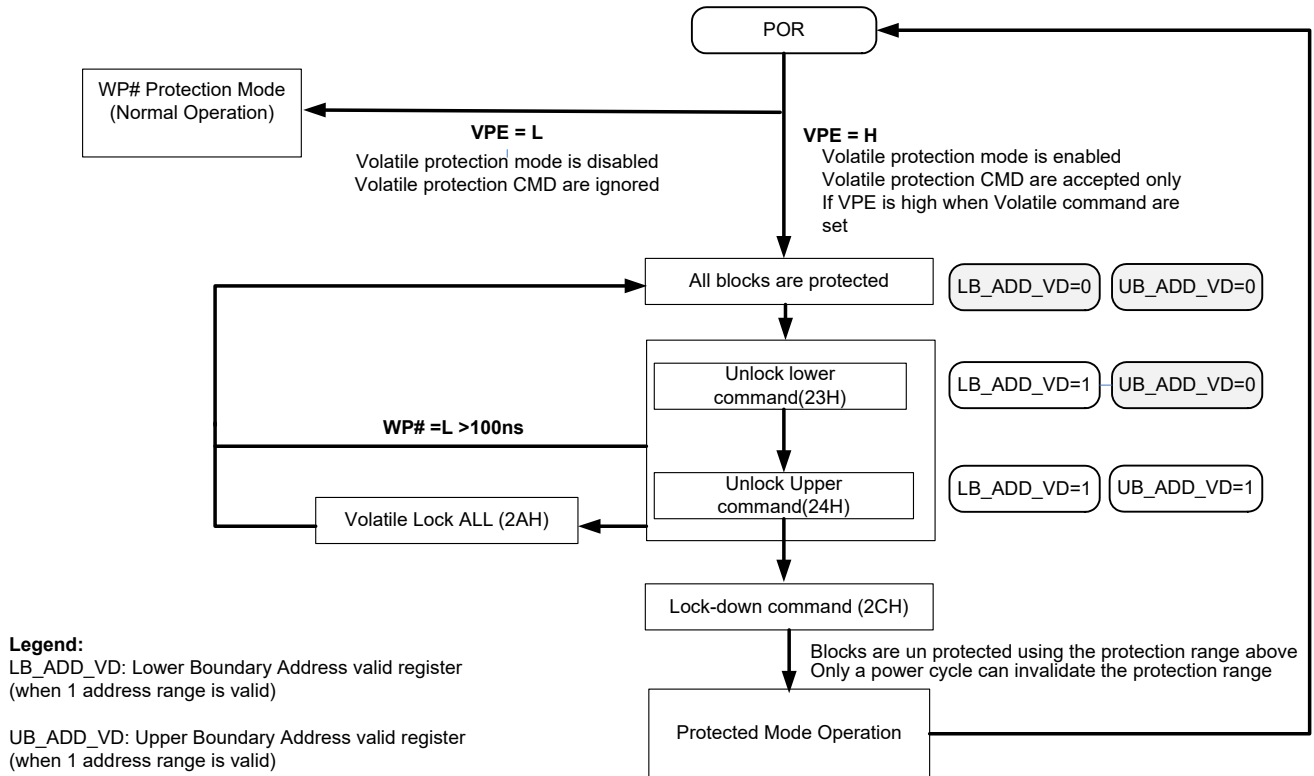 POR
WP# Protection Mode
(Normal Operation)
VPE = L
Volatile protection mode is disabled
Volatile protection CMD are ignored
VPE = H
Volatile protection mode is enabled
Volatile protection CMD are accepted only
If VPE is high when Volatile command are
set
All blocks are protected
LB_ADD_VD=0
UB_ADD_VD=0
Unlock lower
command(23H)
LB_ADD_VD=1
UB_ADD_VD=0
WP# =L >100ns
Unlock Upper
command(24H)
LB_ADD_VD=1
UB_ADD_VD=1
Volatile Lock ALL (2AH)
Lock-down command (2CH)
Blocks are un protected using the protection range above
Only a power cycle can invalidate the protection range
Protected Mode Operation
Legend:
LB_ADD_VD: Lower Boundary Address valid register
(when 1 address range is valid)
UB_ADD_VD: Upper Boundary Address valid register
(when 1 address range is valid)